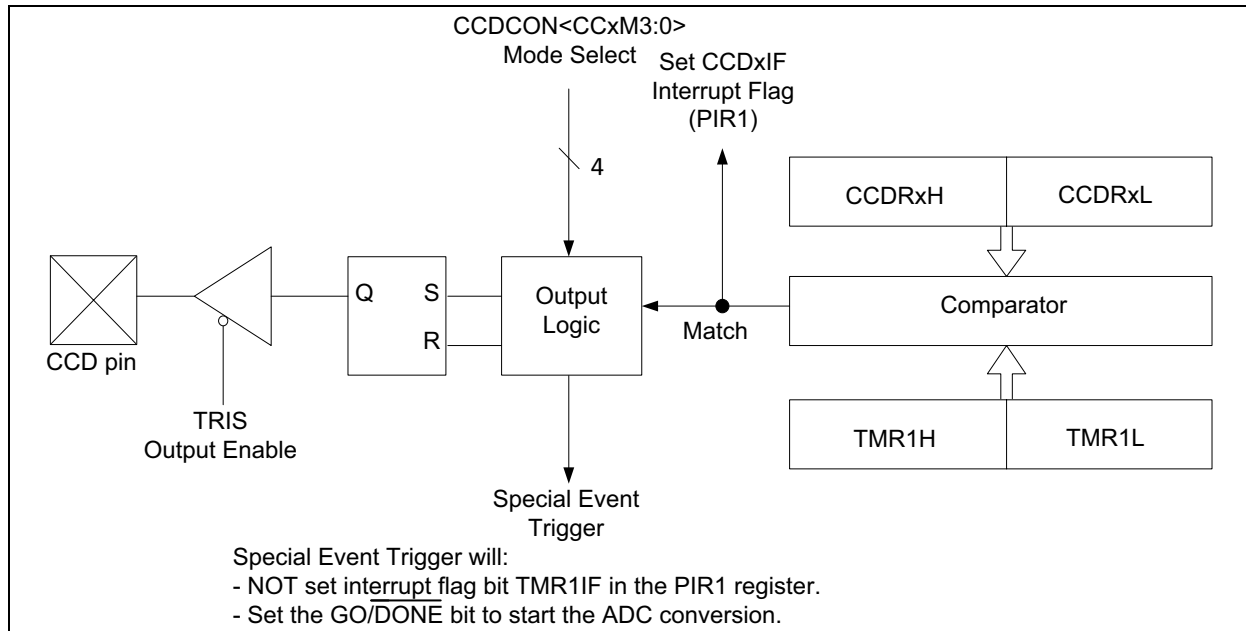 CCDCON<CCxM3:0>
Mode Select
Set CCDxIF
Interrupt Flag
(PIR1)
4
CCDRxH
CCDRxL
Q
S
R
Output
Logic
Match
Comparator
CCD pin
TRIS
Output Enable
TMR1H
TMR1L
Special Event
Trigger
Special Event Trigger will:
- NOT set interrupt flag bit TMR1IF in the PIR1 register.
- Set the GO/DONE bit to start the ADC conversion.